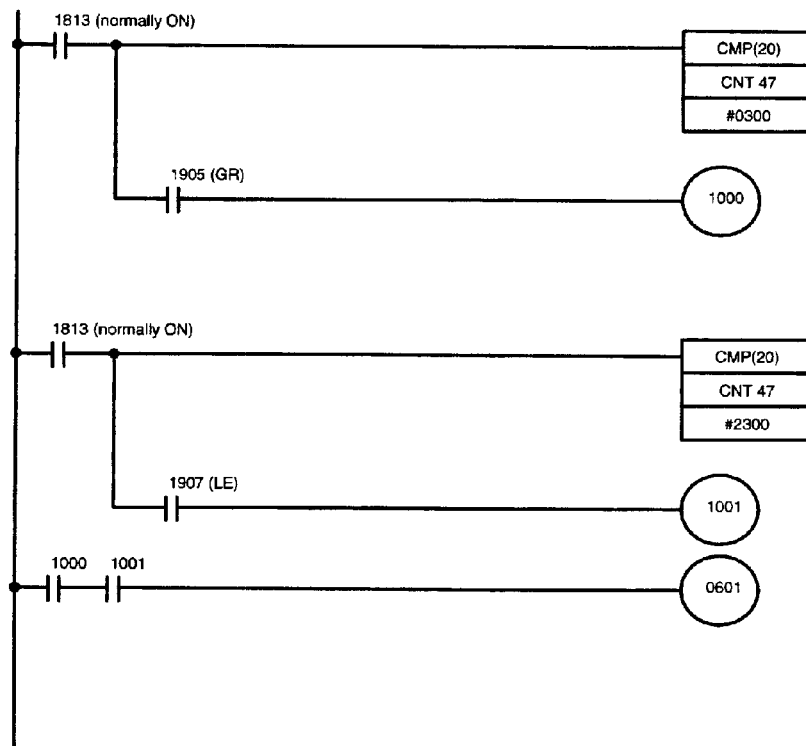 1813 (normally ON)
CMP(20)
CNT 47
#0300
1905 (GR)
1000
1813 (normally ON)
CMP(20)
CNT 47
#2300
1907 (LE)
1001
1000 1001
0601